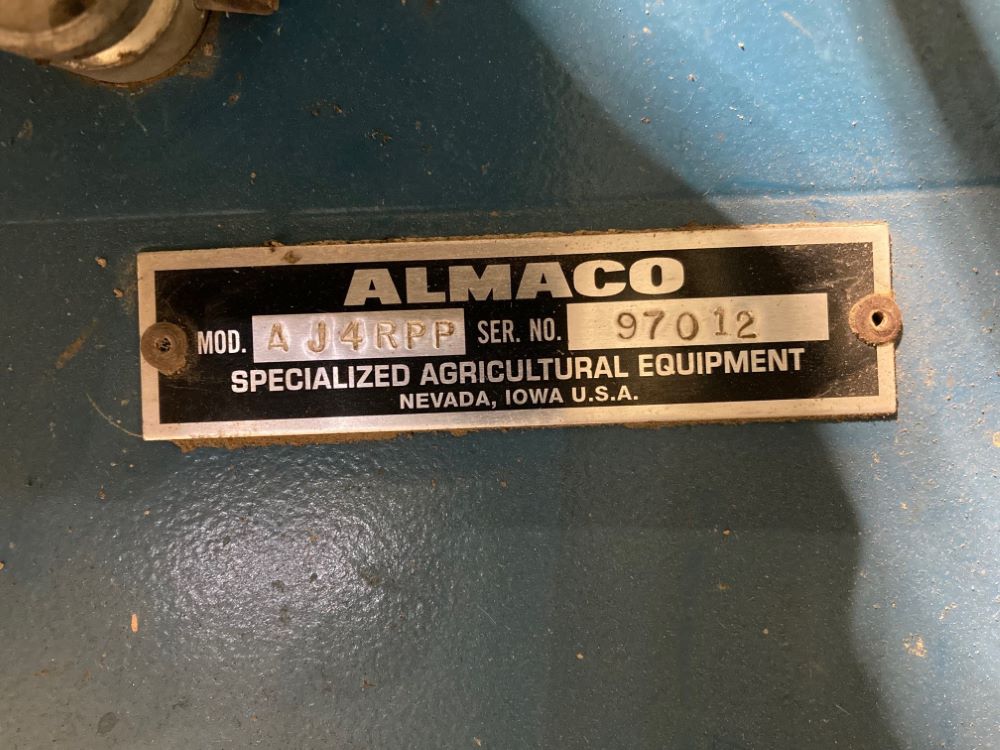 ALMACO
MOD. AJ4RPP SER. NO. 97012
SPECIALIZED AGRICULTURAL EQUIPMENT
NEVADA, IOWA U.S.A.